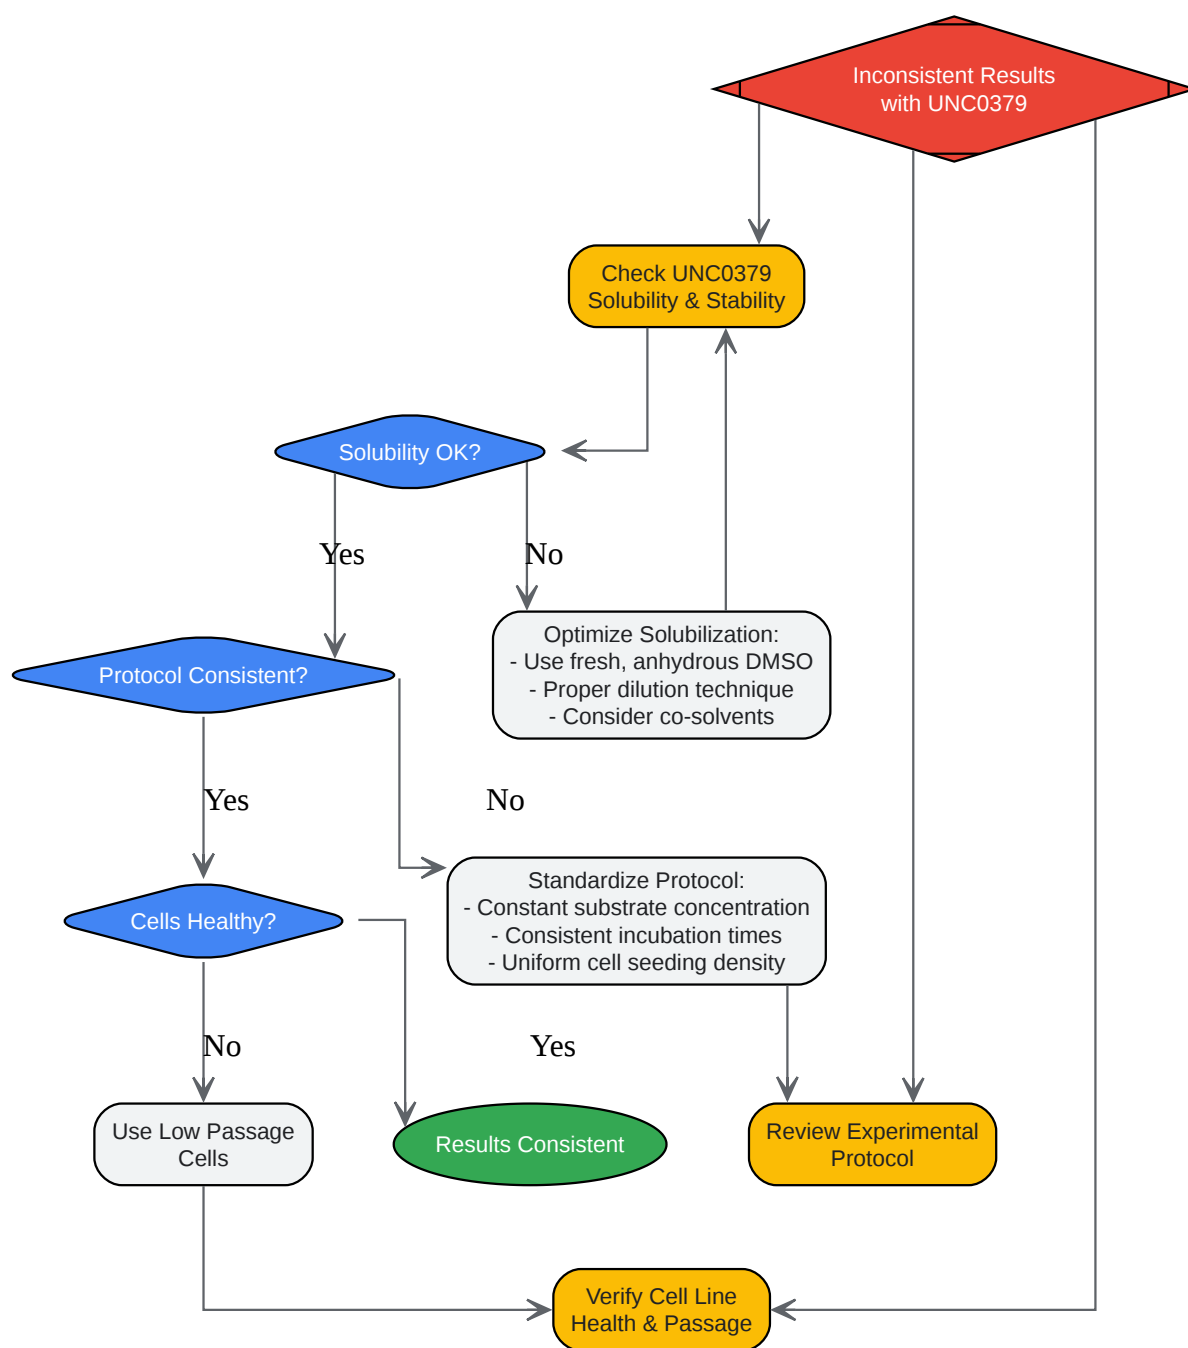 Inconsistent Results
with UNC0379
Check UNC0379
Solubility & Stability
Solubility OK?
Yes
No
Optimize Solubilization:
- Use fresh, anhydrous DMSO
- Proper dilution technique
- Consider co-solvents
Protocol Consistent?
Yes
No
Standardize Protocol:
- Constant substrate concentration
- Consistent incubation times
- Uniform cell seeding density
Cells Healthy?
No
Yes
Use Low Passage
Cells
Results Consistent
Review Experimental
Protocol
Verify Cell Line
Health & Passage